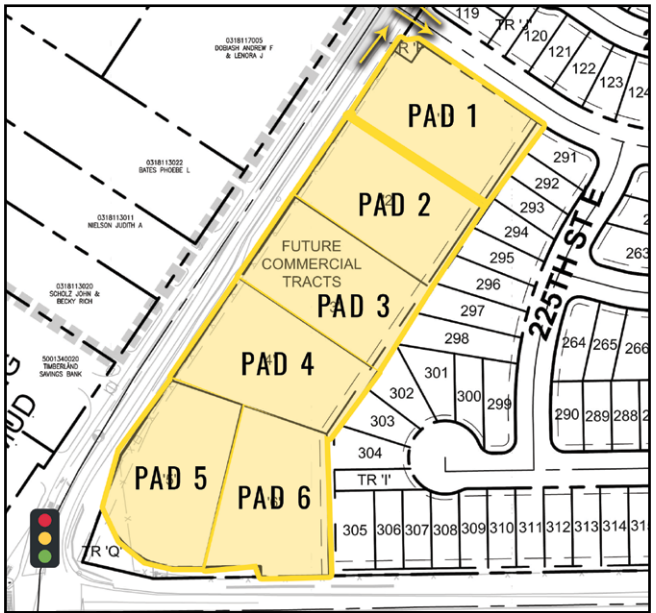 119
TR 'J'
120
121
122
123
124
0318117005
DOBIASH ANDREW F
& LENORA J
TR 'I'
PAD 1
0318113022
BATES PHOEBE L
291
292
293
294
295
296
297
298
PAD 2
0318113011
NIELSON JUDITH A
225TH ST E
263
FUTURE
COMMERCIAL
TRACTS
PAD 3
0318113020
SCHOLZ JOHN &
BECKY RICH
264
265
266
5001340020
TIMBERLAND
SAVINGS BANK
PAD 4
301
302
300
299
303
304
290
289
288
TR 'I'
PAD 5
PAD 6
305
306
307
308
309
310
311
312
313
314
TR 'Q'